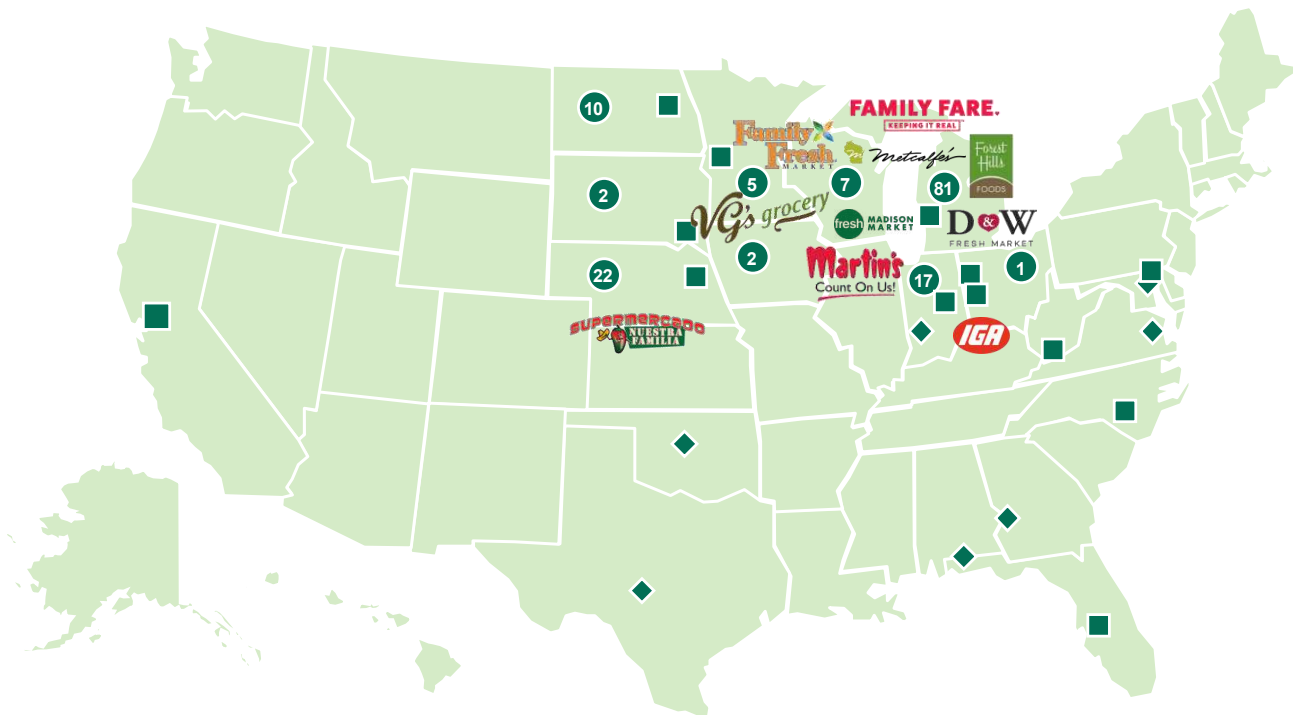 10
FAMILY FARE.
KEEPING IT REAL
Family
Fresh
MARKET
Metcalfe's
Forest
Hills
FOODS
2
5
7
81
VG's grocery
fresh MADISON
MARKET
D&W
FRESH MARKET
22
2
Martin's
Count On Us!
17
1
SUPERMERCADO
NUESTRA
FAMILIA
IGA